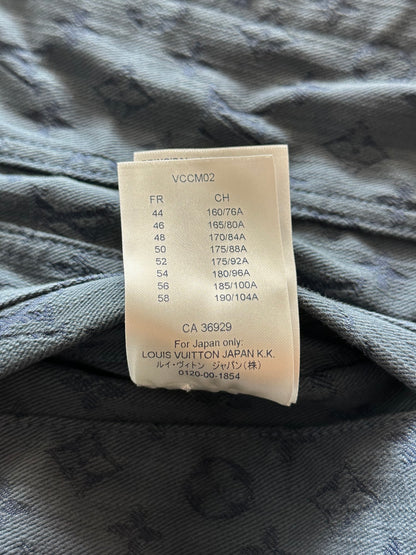 VCCM02
FR CH
44 160/76A
46 165/80A
48 170/84A
50 175/88A
52 175/92A
54 180/96A
56 185/100A
58 190/104A
CA 36929
For Japan only:
LOUIS VUITTON JAPAN K.K.
ルイ・ヴィトン ジャパン(株)
0120-00-1854